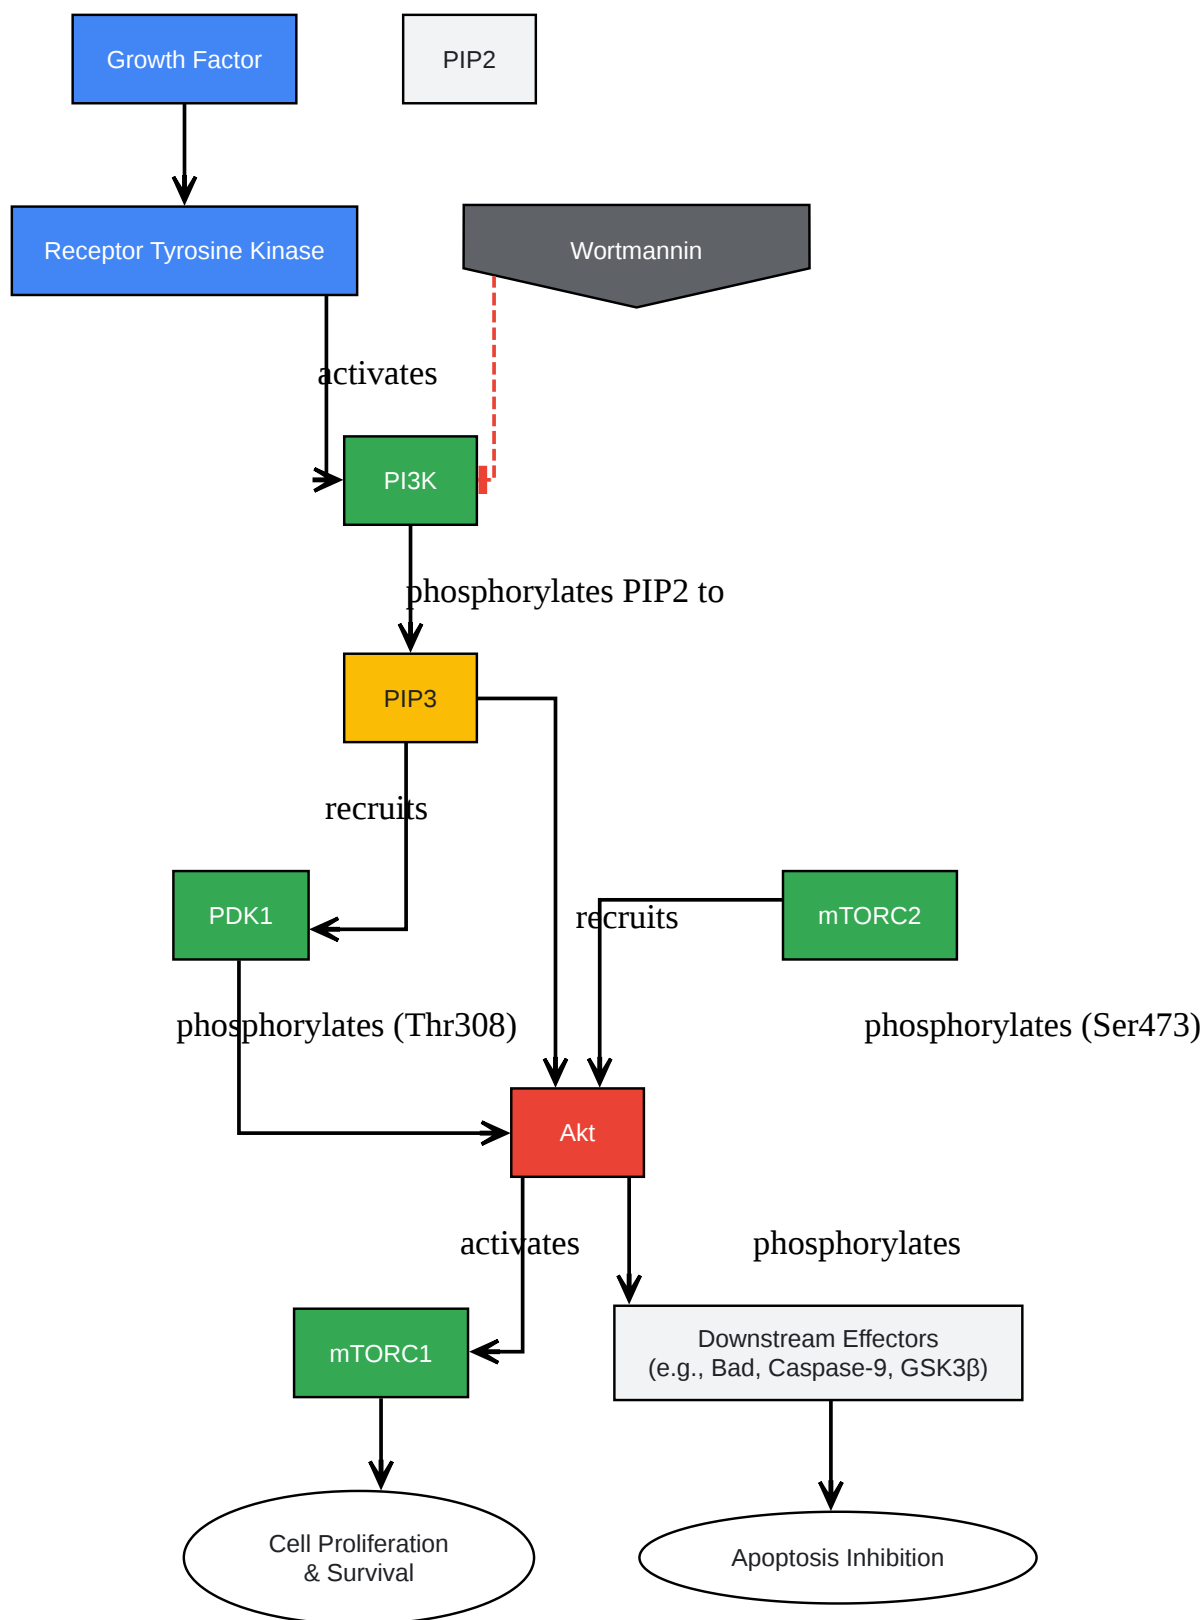 Growth Factor
PIP2
Receptor Tyrosine Kinase
Wortmannin
activates
PI3K
phosphorylates PIP2 to
PIP3
recruits
PDK1
recruits
mTORC2
phosphorylates (Thr308)
phosphorylates (Ser473)
Akt
activates
phosphorylates
mTORC1
Downstream Effectors
(e.g., Bad, Caspase-9, GSK3β)
Cell Proliferation
& Survival
Apoptosis Inhibition